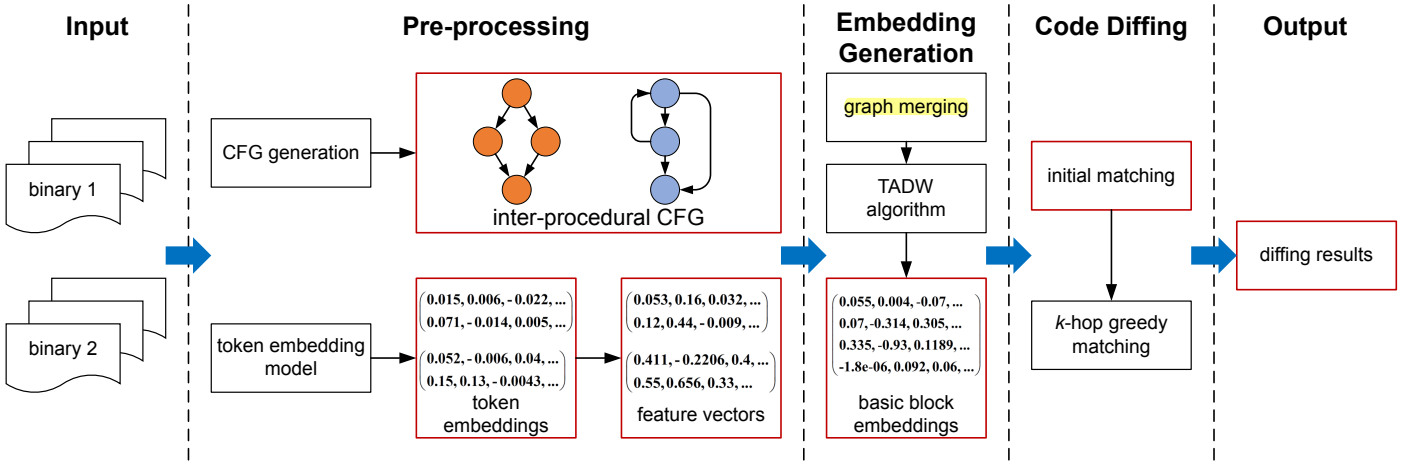 Input
Pre-processing
Embedding
Generation
Code Diffing
Output
binary 1
binary 2
CFG generation
inter-procedural CFG
token embedding
model
(0.015, 0.006, - 0.022, ...
0.071, - 0.014, 0.005, ...)
(0.052, - 0.006, 0.04, ...
0.15, 0.13, - 0.0043, ...)
token
embeddings
(0.053, 0.16, 0.032, ...
0.12, 0.44, - 0.009, ...)
(0.411, - 0.2206, 0.4, ...
0.55, 0.656, 0.33, ...)
feature vectors
graph merging
TADW
algorithm
(0.055, 0.004, -0.07, ...
0.07, -0.314, 0.305, ...
0.335, -0.93, 0.1189, ...
-1.8e-06, 0.092, 0.06, ...)
basic block
embeddings
initial matching
k-hop greedy
matching
diffing results